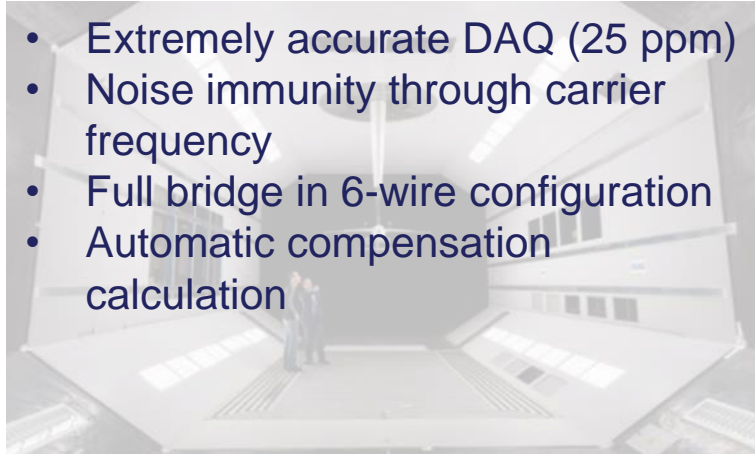 • Extremely accurate DAQ (25 ppm)
• Noise immunity through carrier
frequency
• Full bridge in 6-wire configuration
• Automatic compensation
calculation